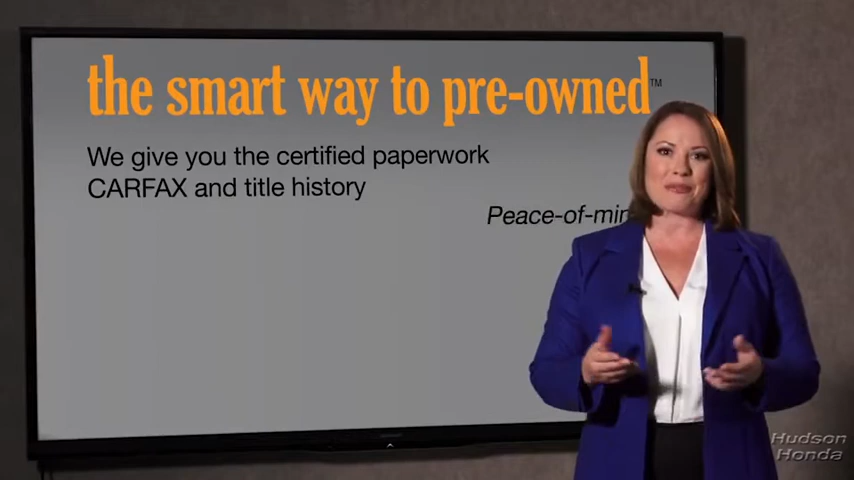 the smart way to pre-owned™
We give you the certified paperwork
CARFAX and title history
Peace-of-
Hudson
Honda